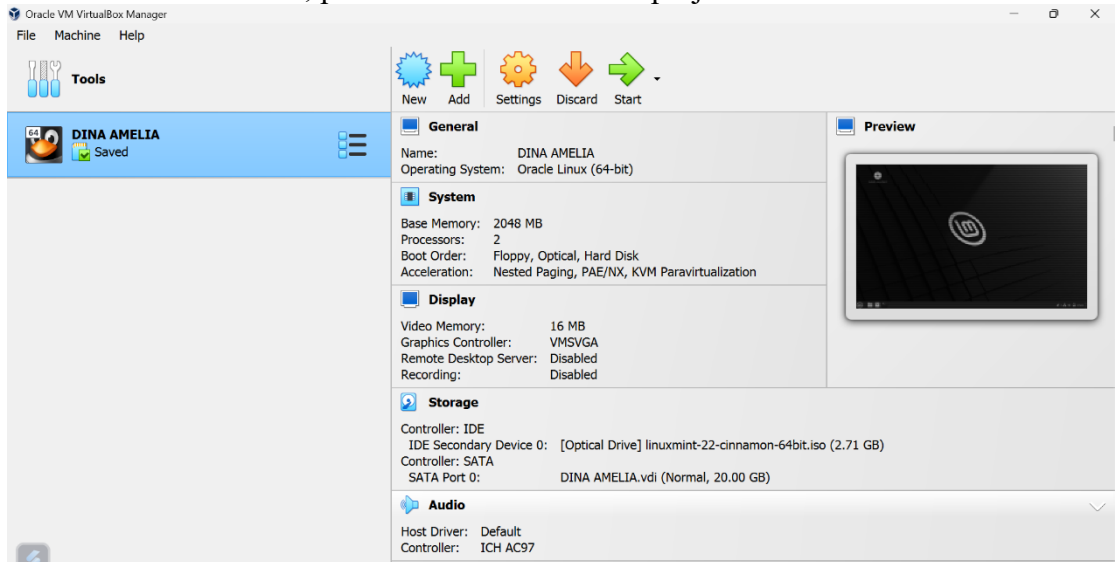 Oracle VM VirtualBox Manager
File Machine Help
Tools
New Add Settings Discard Start
64
DINA AMELIA
Saved
General
Name: DINA AMELIA
Operating System: Oracle Linux (64-bit)
System
Base Memory: 2048 MB
Processors: 2
Boot Order: Floppy, Optical, Hard Disk
Acceleration: Nested Paging, PAE/NX, KVM Paravirtualization
Display
Video Memory: 16 MB
Graphics Controller: VMSVGA
Remote Desktop Server: Disabled
Recording: Disabled
Storage
Controller: IDE
IDE Secondary Device 0: [Optical Drive] linuxmint-22-cinnamon-64bit.iso (2.71 GB)
Controller: SATA
SATA Port 0: DINA AMELIA.vdi (Normal, 20.00 GB)
Audio
Host Driver: Default
Controller: ICH AC97
Preview